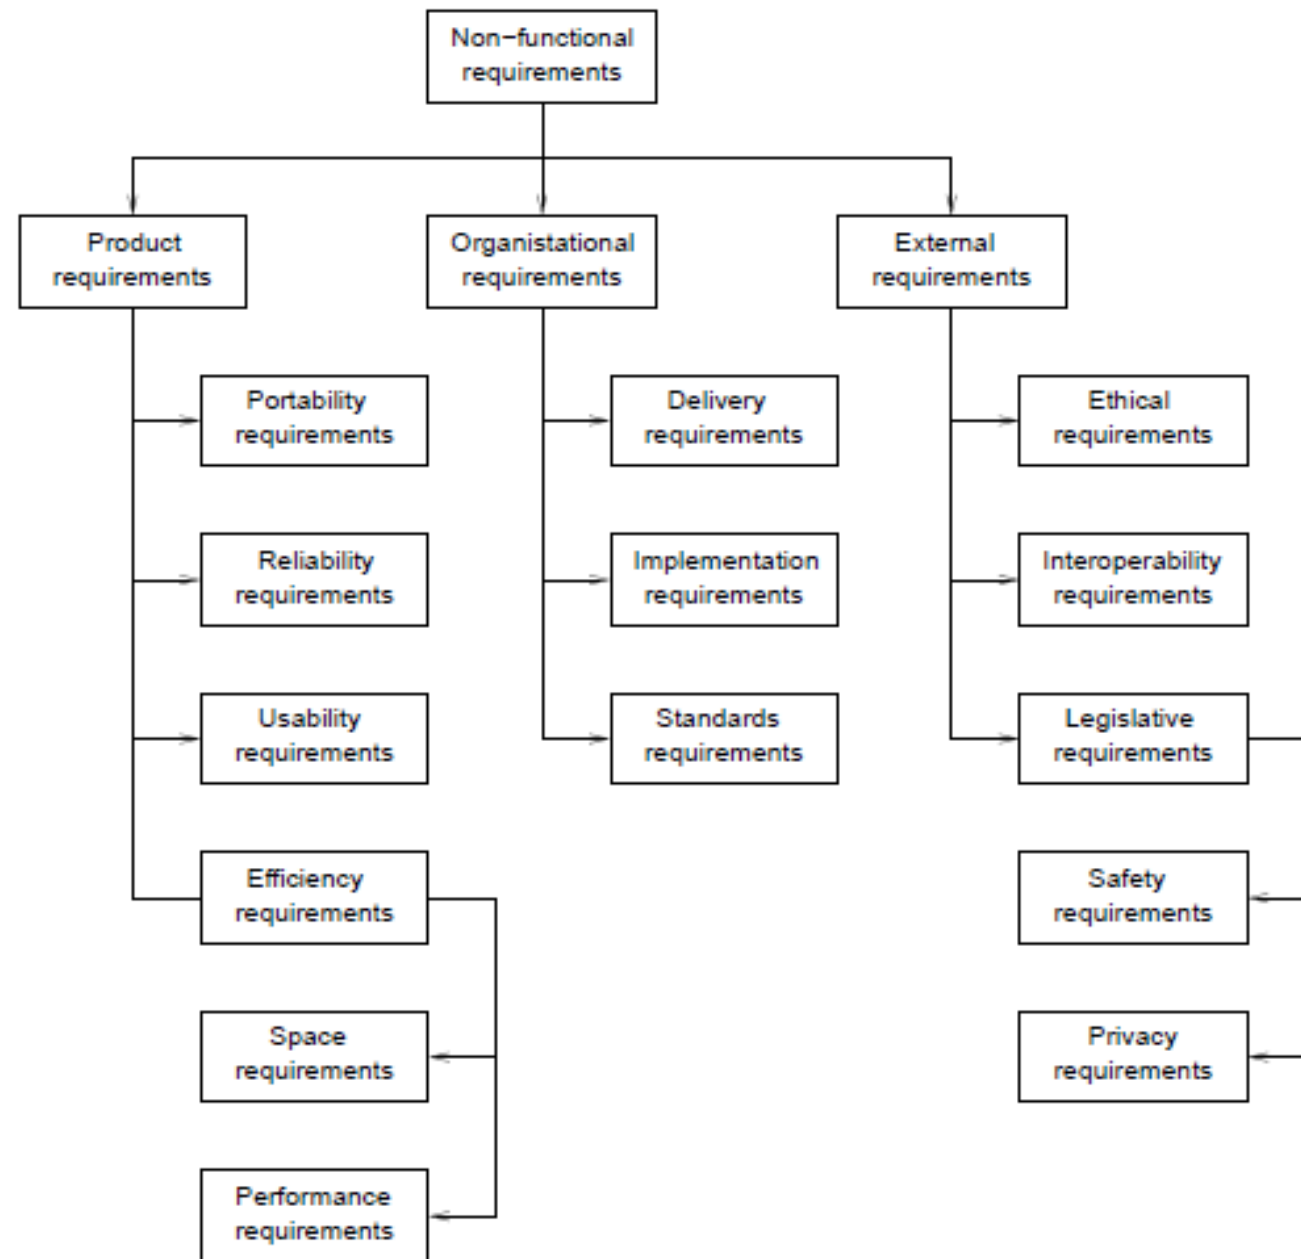 Non-functional
requirements
Product
requirements
Organistational
requirements
External
requirements
Portability
requirements
Delivery
requirements
Ethical
requirements
Reliability
requirements
Implementation
requirements
Interoperability
requirements
Usability
requirements
Standards
requirements
Legislative
requirements
Efficiency
requirements
Safety
requirements
Space
requirements
Privacy
requirements
Performance
requirements